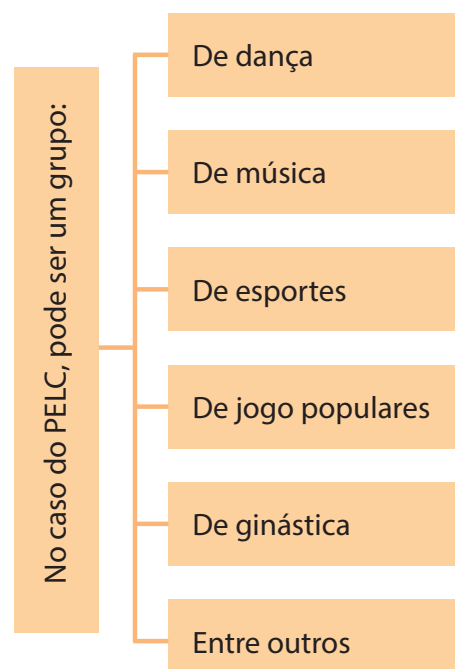 No caso do PELC, pode ser um grupo:
De dança
De música
De esportes
De jogo populares
De ginástica
Entre outros